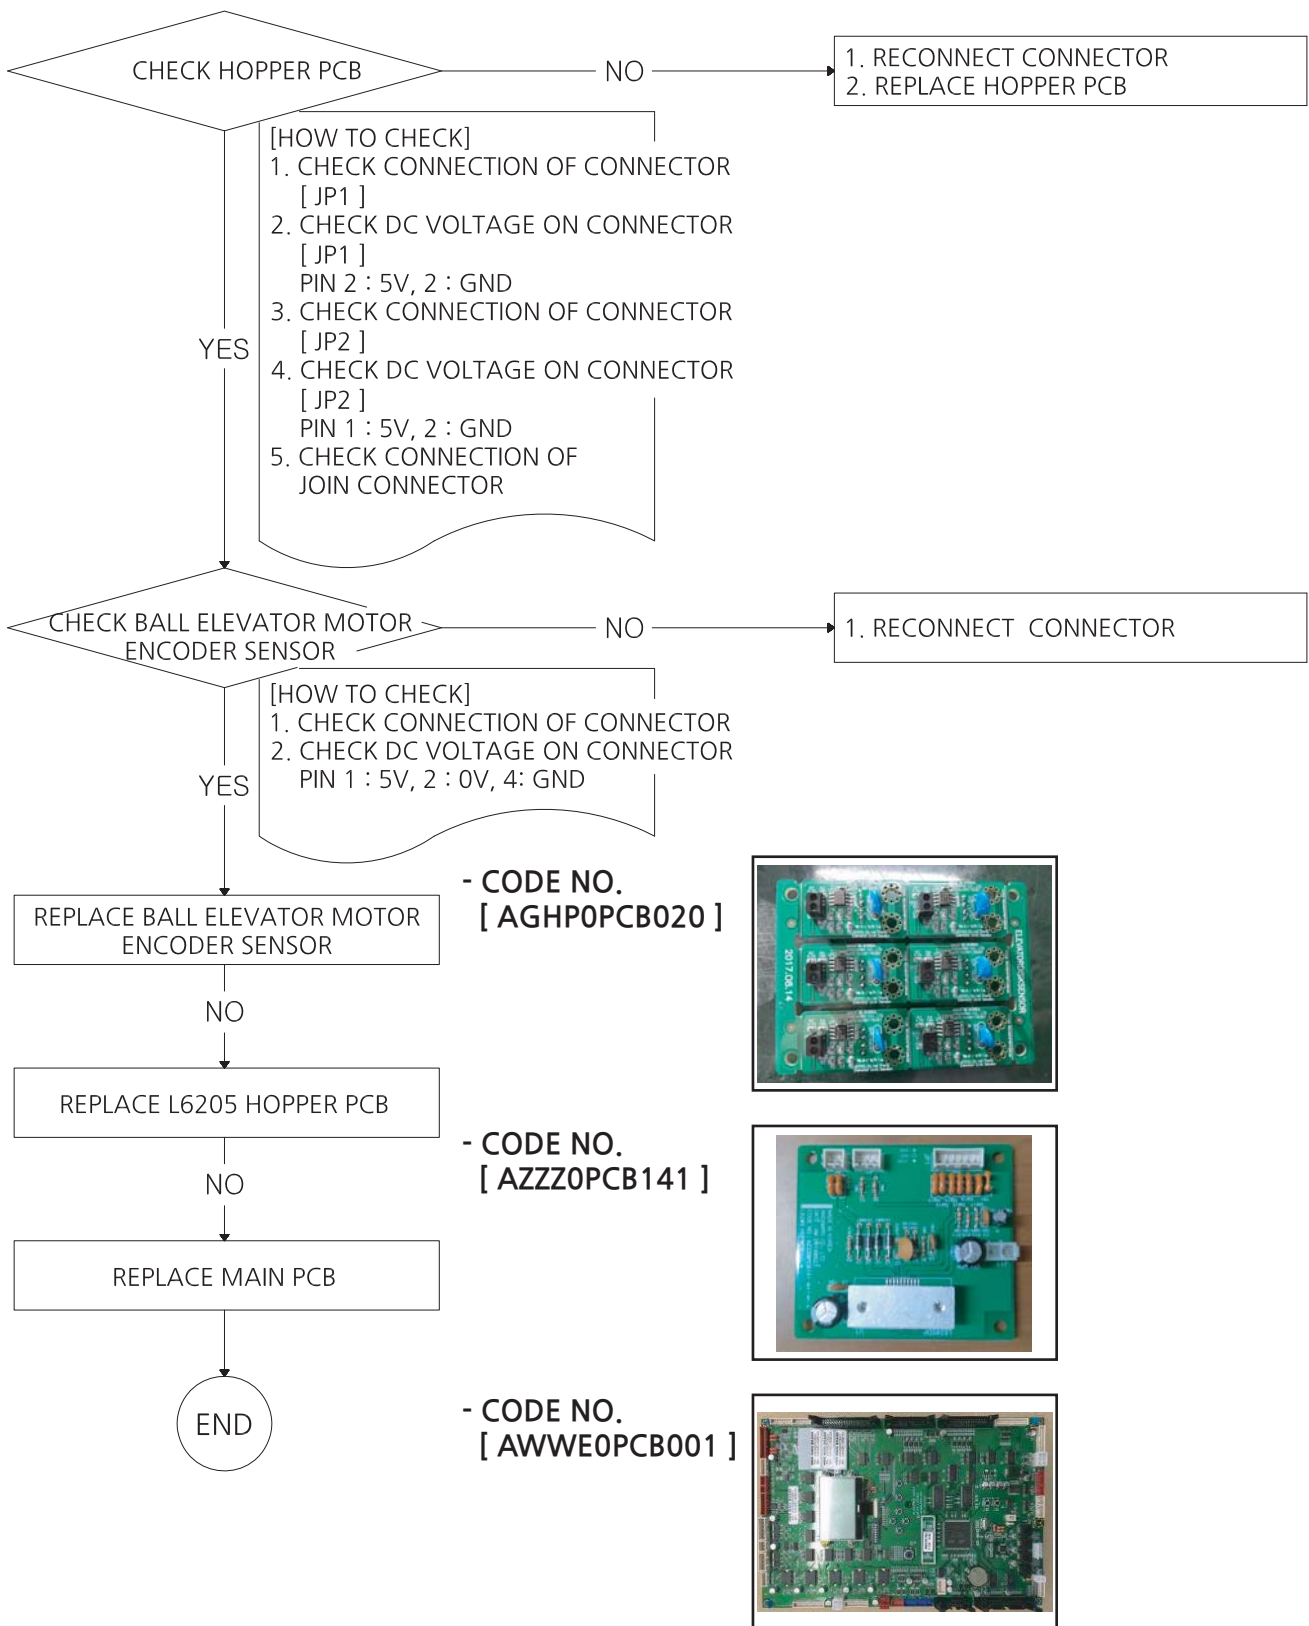 CHECK HOPPER PCB
NO
1. RECONNECT CONNECTOR
2. REPLACE HOPPER PCB
[HOW TO CHECK]
1. CHECK CONNECTION OF CONNECTOR
[ JP1 ]
2. CHECK DC VOLTAGE ON CONNECTOR
[ JP1 ]
PIN 2 : 5V, 2 : GND
3. CHECK CONNECTION OF CONNECTOR
[ JP2 ]
4. CHECK DC VOLTAGE ON CONNECTOR
[ JP2 ]
PIN 1 : 5V, 2 : GND
5. CHECK CONNECTION OF
JOIN CONNECTOR
YES
CHECK BALL ELEVATOR MOTOR
ENCODER SENSOR
NO
1. RECONNECT  CONNECTOR
[HOW TO CHECK]
1. CHECK CONNECTION OF CONNECTOR
2. CHECK DC VOLTAGE ON CONNECTOR
PIN 1 : 5V, 2 : 0V, 4: GND
YES
REPLACE BALL ELEVATOR MOTOR
ENCODER SENSOR
- CODE NO.
[ AGHP0PCB020 ]
2017.08.14
NO
REPLACE L6205 HOPPER PCB
- CODE NO.
[ AZZZ0PCB141 ]
NO
REPLACE MAIN PCB
END
- CODE NO.
[ AWWE0PCB001 ]